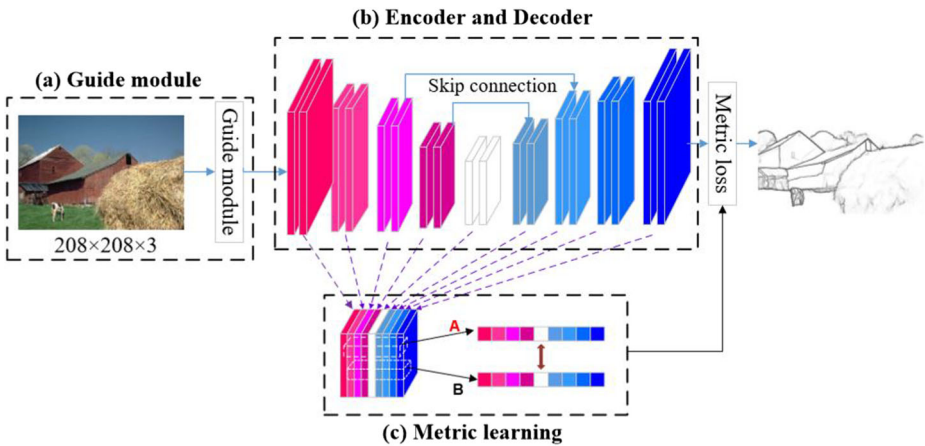 (b) Encoder and Decoder
(a) Guide module
Skip connection
Guide module
Metric loss
208×208×3
A
B
(c) Metric learning